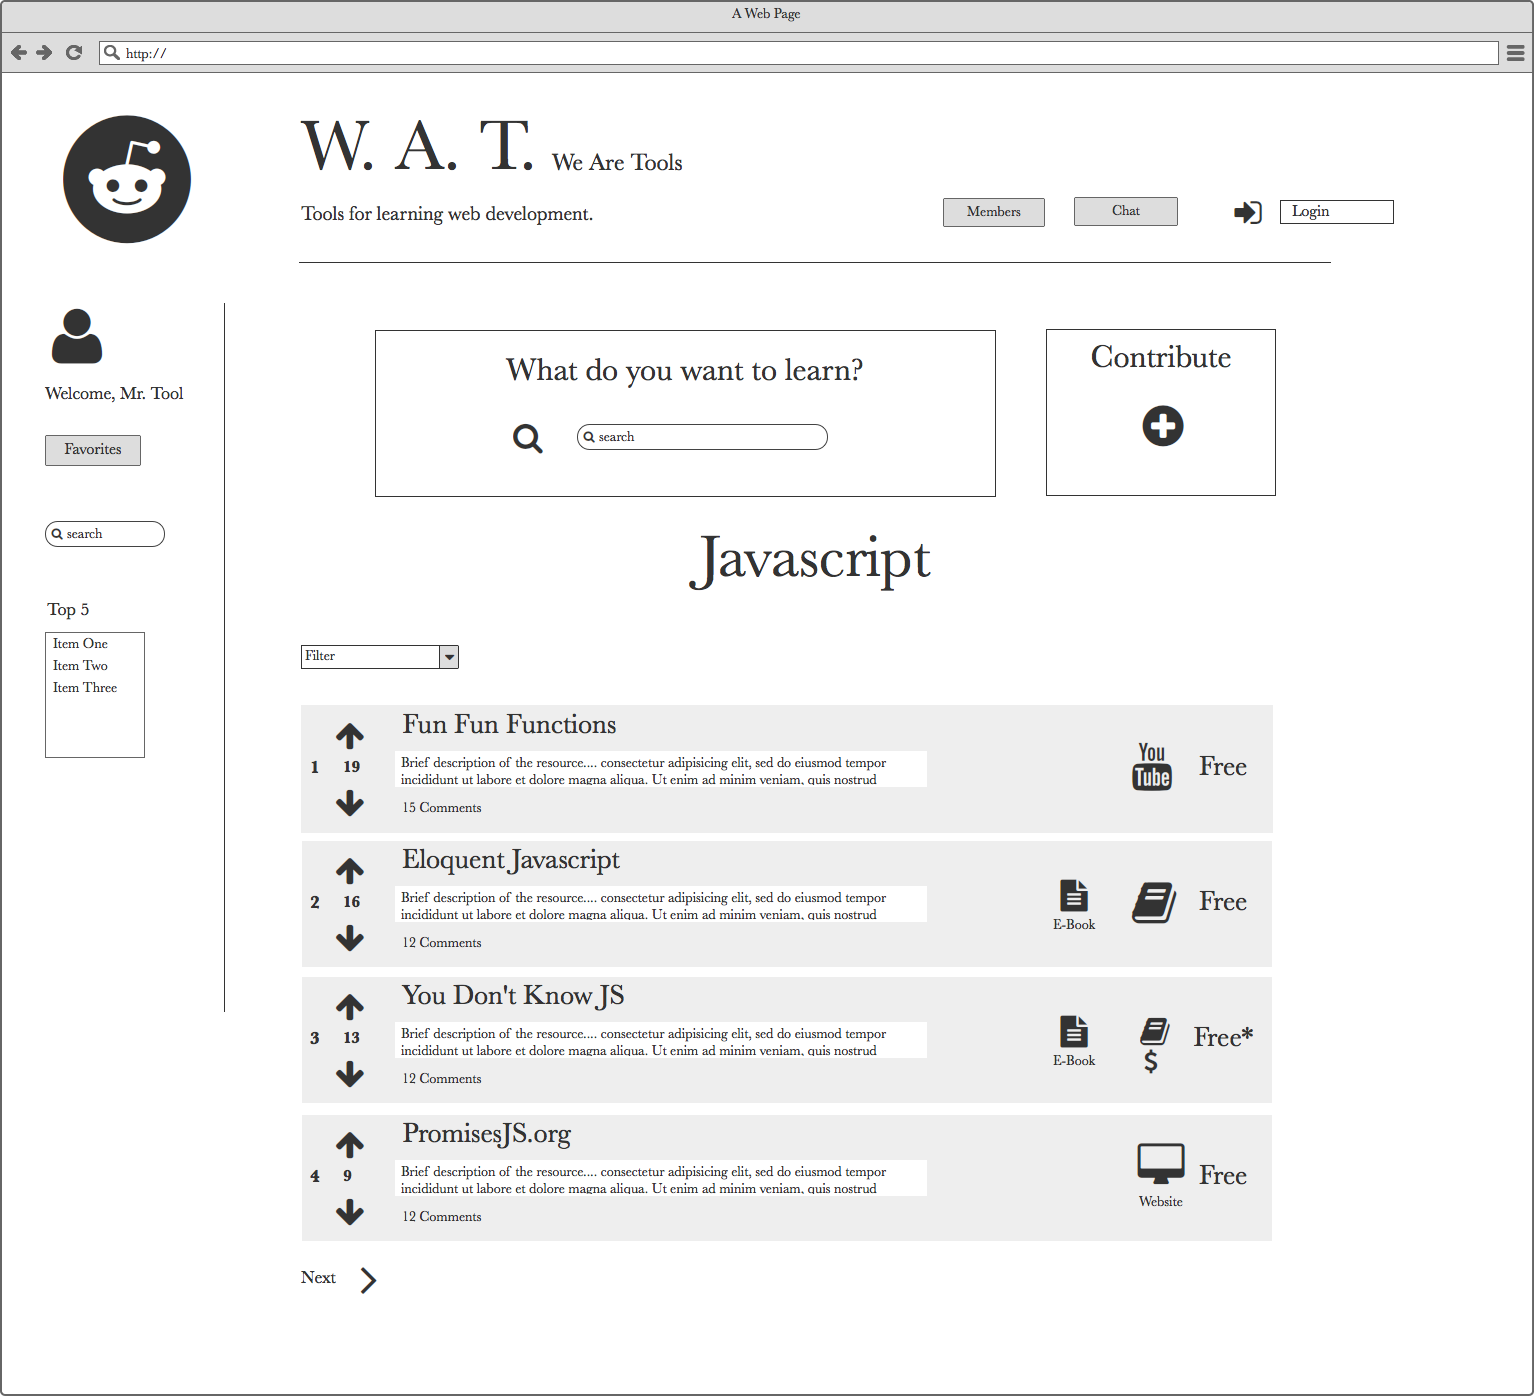 A Web Page
http://
W. A. T. We Are Tools
Tools for learning web development.
Members
Chat
Login
Welcome, Mr. Tool
Favorites
search
Top 5
Item One
Item Two
Item Three
What do you want to learn?
search
Contribute
Javascript
Filter
Fun Fun Functions
1
19
Brief description of the resource.... consectetur adipisicing elit, sed do eiusmod tempor
incididunt ut labore et dolore magna aliqua. Ut enim ad minim veniam, quis nostrud
15 Comments
You
Tube
Free
Eloquent Javascript
2
16
Brief description of the resource.... consectetur adipisicing elit, sed do eiusmod tempor
incididunt ut labore et dolore magna aliqua. Ut enim ad minim veniam, quis nostrud
12 Comments
E-Book
Free
You Don't Know JS
3
13
Brief description of the resource.... consectetur adipisicing elit, sed do eiusmod tempor
incididunt ut labore et dolore magna aliqua. Ut enim ad minim veniam, quis nostrud
12 Comments
E-Book
$
Free*
PromisesJS.org
4
9
Brief description of the resource.... consectetur adipisicing elit, sed do eiusmod tempor
incididunt ut labore et dolore magna aliqua. Ut enim ad minim veniam, quis nostrud
12 Comments
Website
Free
Next